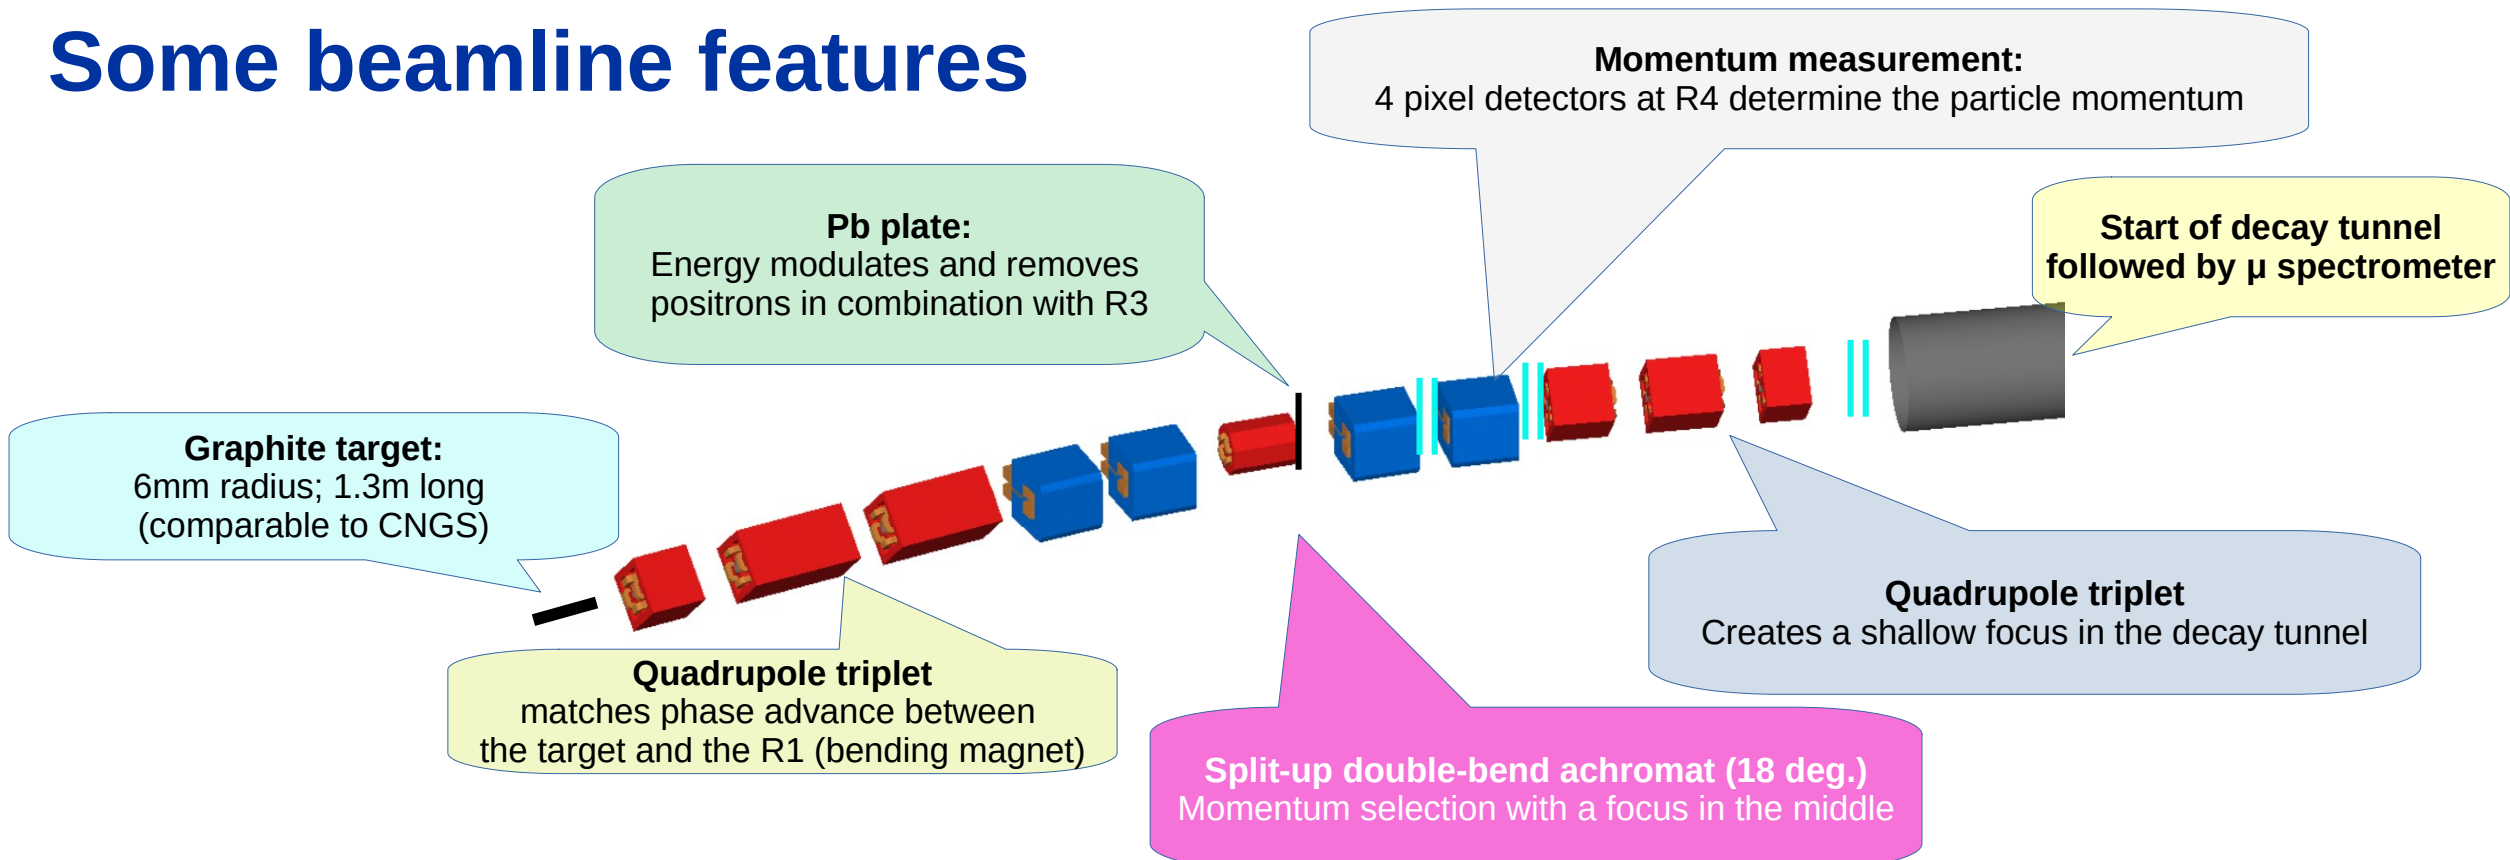 Some beamline features
Momentum measurement:
4 pixel detectors at R4 determine the particle momentum
Pb plate:
Energy modulates and removes
positrons in combination with R3
Start of decay tunnel
followed by µ spectrometer
Graphite target:
6mm radius; 1.3m long
(comparable to CNGS)
Quadrupole triplet
matches phase advance between
the target and the R1 (bending magnet)
Quadrupole triplet
Creates a shallow focus in the decay tunnel
Split-up double-bend achromat (18 deg.)
Momentum selection with a focus in the middle